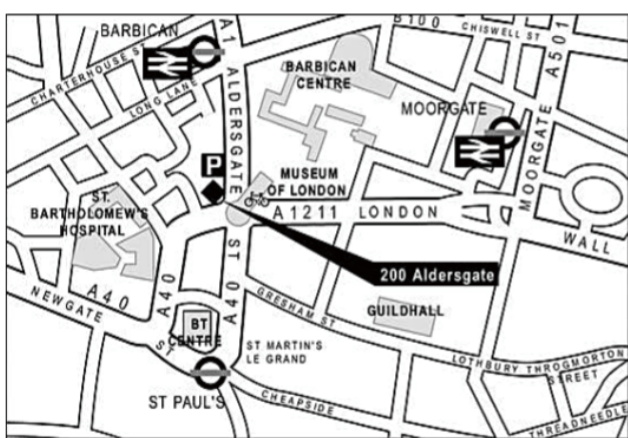 BARBICAN
CHARTERHOUSE ST
LONG LANE
A1 ALDERSGATE
B100
CHISWELL ST
A501
MOORGATE
BARBICAN
CENTRE
MOORGATE
P
MUSEUM
OF LONDON
ST.
BARTHOLOMEW'S
HOSPITAL
A1211 LONDON
WALL
200 Aldersgate
ST A40
A40
A40
NEWGATE
ST
GRESHAM ST
GUILDHALL
BT
CENTRE
ST MARTIN'S
LE GRAND
LOTHBURY THROGMORTON
STREET
ST PAUL'S
CHEAPSIDE
THREADNEEDLE